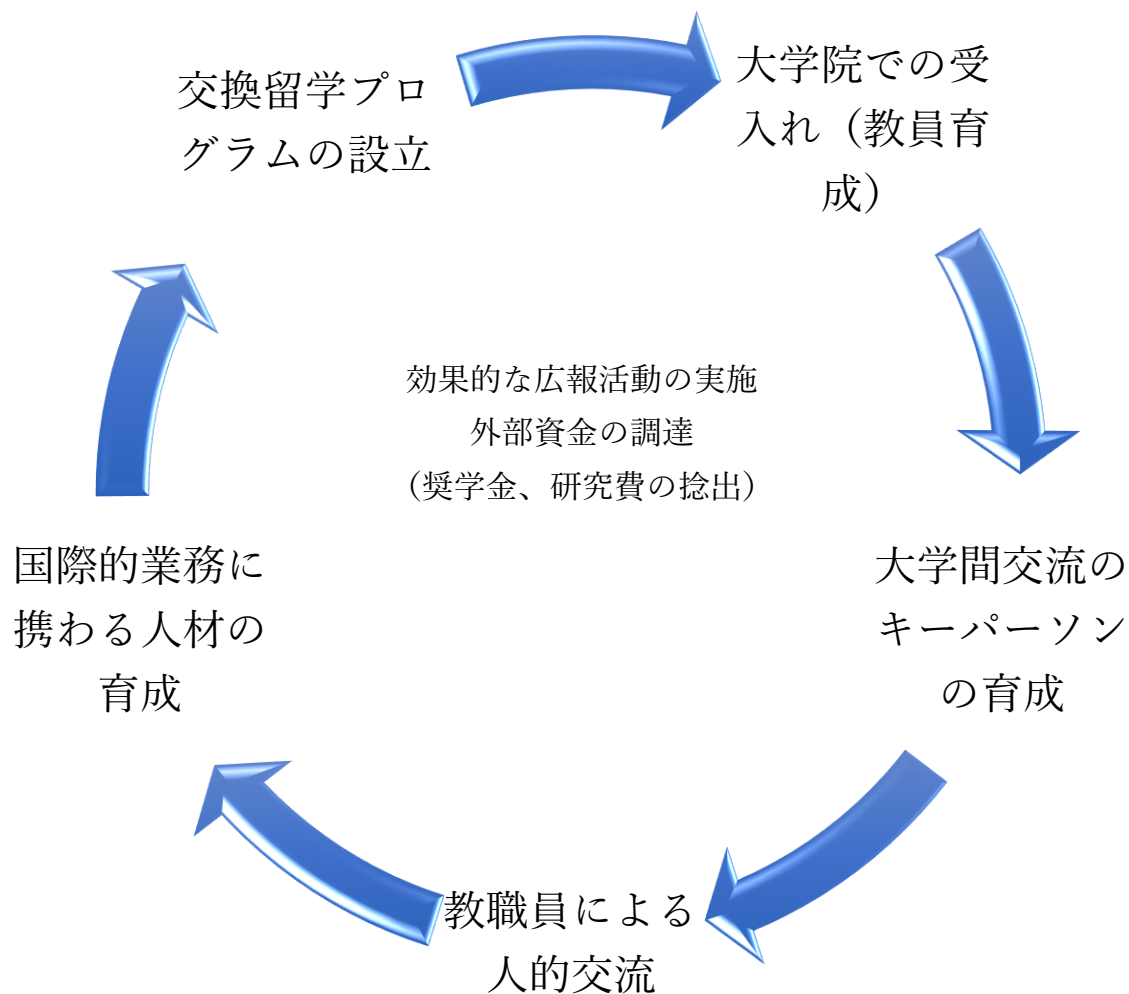 交換留学プロ
グラムの設立
大学院での受
入れ（教員育
成）
効果的な広報活動の実施
外部資金の調達
（奨学金、研究費の捻出）
国際的業務に
携わる人材の
育成
大学間交流の
キーパーソン
の育成
教職員による
人的交流